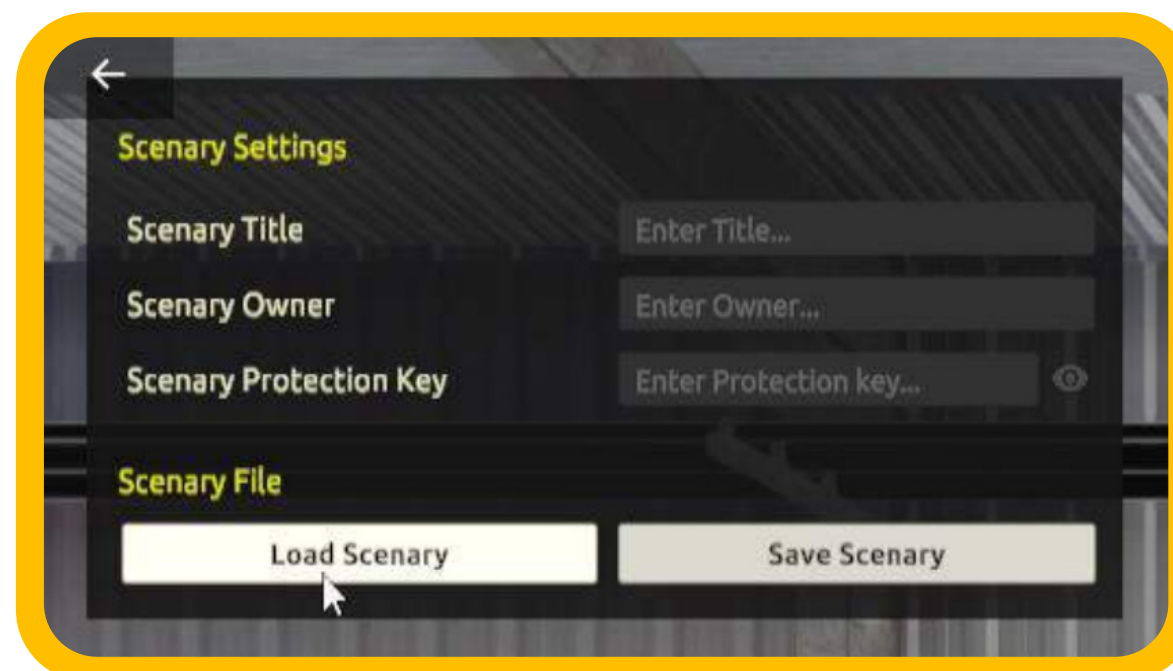 Scenary Settings
Scenary Title Enter Title...
Scenary Owner Enter Owner...
Scenary Protection Key Enter Protection key...
Scenary File
Load Scenary Save Scenary